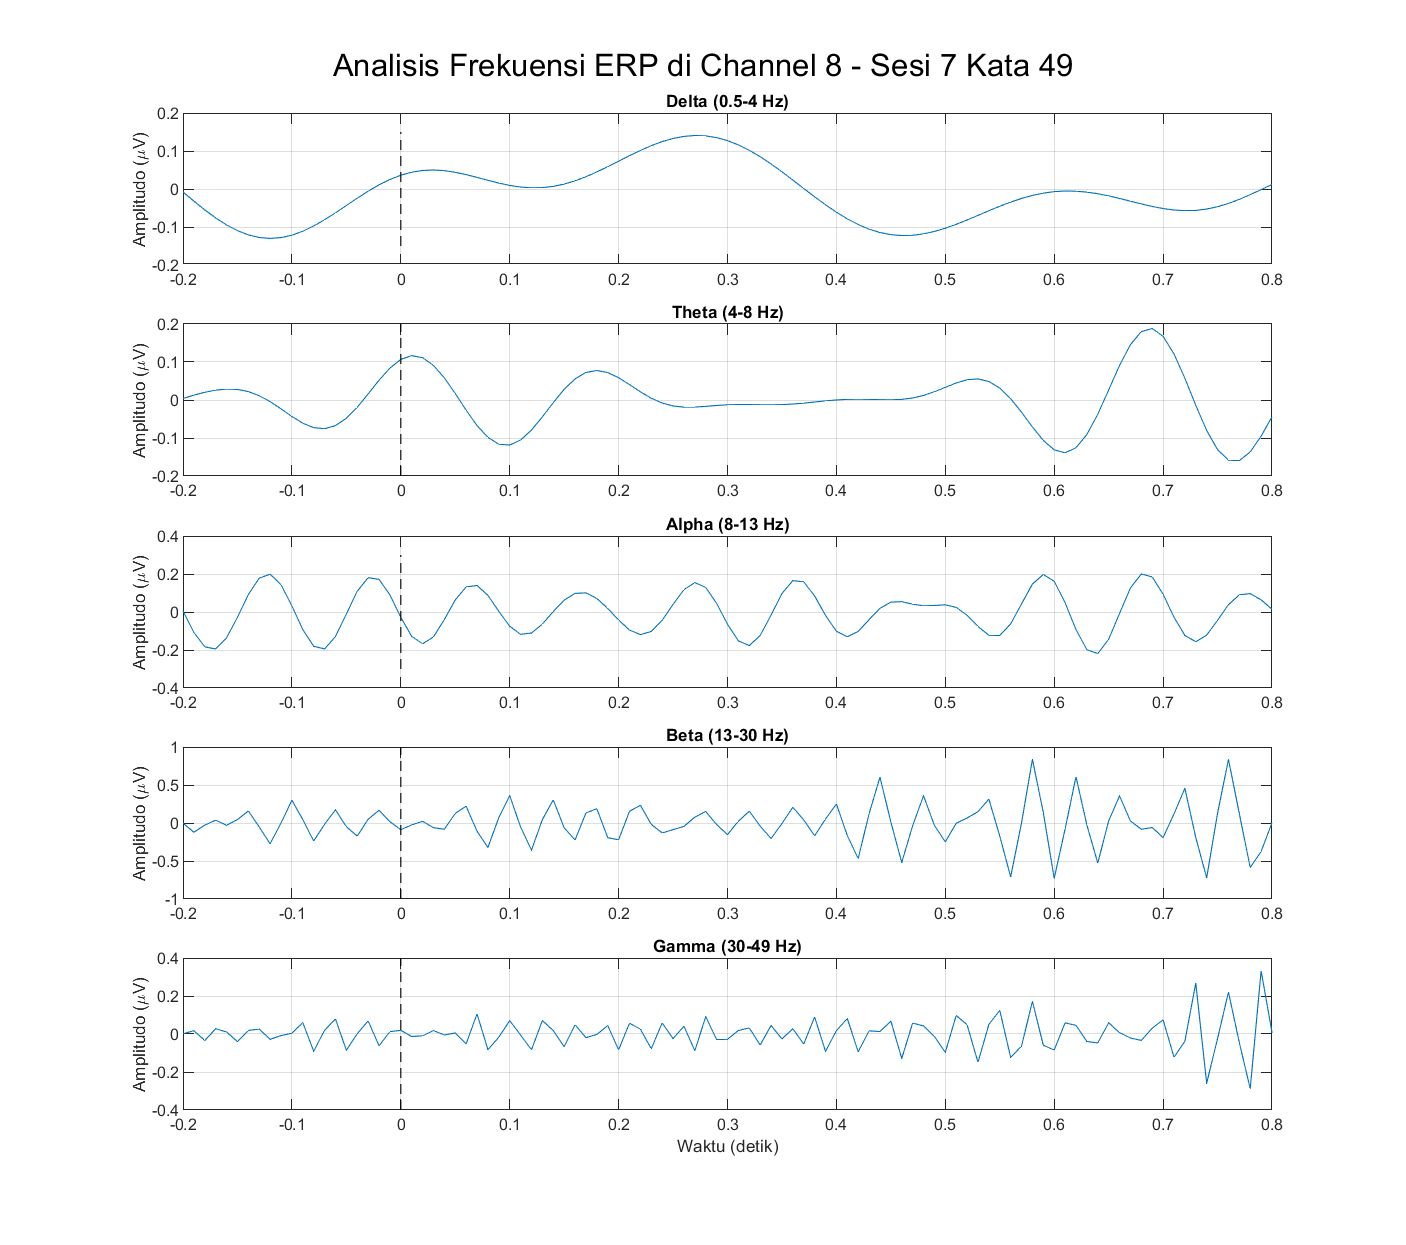 Analisis Frekuensi ERP di Channel 8 - Sesi 7 Kata 49
Delta (0.5-4 Hz)
Amplitudo (μV)
0.2
0.1
0
-0.1
-0.2
-0.2 -0.1 0 0.1 0.2 0.3 0.4 0.5 0.6 0.7 0.8
Theta (4-8 Hz)
Amplitudo (μV)
0.2
0.1
0
-0.1
-0.2
-0.2 -0.1 0 0.1 0.2 0.3 0.4 0.5 0.6 0.7 0.8
Alpha (8-13 Hz)
Amplitudo (μV)
0.4
0.2
0
-0.2
-0.4
-0.2 -0.1 0 0.1 0.2 0.3 0.4 0.5 0.6 0.7 0.8
Beta (13-30 Hz)
Amplitudo (μV)
1
0.5
0
-0.5
-1
-0.2 -0.1 0 0.1 0.2 0.3 0.4 0.5 0.6 0.7 0.8
Gamma (30-49 Hz)
Amplitudo (μV)
0.4
0.2
0
-0.2
-0.4
-0.2 -0.1 0 0.1 0.2 0.3 0.4 0.5 0.6 0.7 0.8
Waktu (detik)